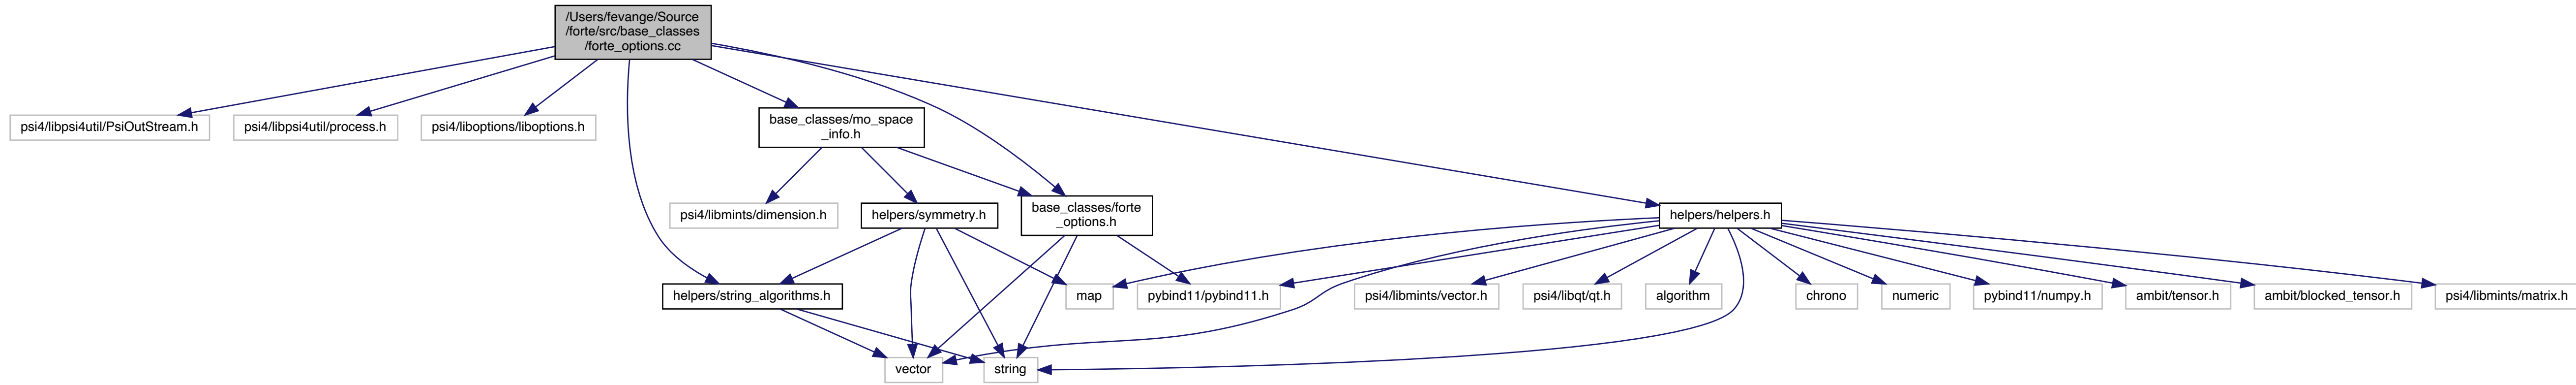 /Users/fevange/Source
/forte/src/base_classes
/forte_options.cc
psi4/libpsi4util/PsiOutStream.h
psi4/libpsi4util/process.h
psi4/liboptions/liboptions.h
base_classes/mo_space
_info.h
psi4/libmints/dimension.h
helpers/symmetry.h
base_classes/forte
_options.h
helpers/helpers.h
helpers/string_algorithms.h
map
pybind11/pybind11.h
psi4/libmints/vector.h
psi4/libqt/qt.h
algorithm
chrono
numeric
pybind11/numpy.h
ambit/tensor.h
ambit/blocked_tensor.h
psi4/libmints/matrix.h
vector
string